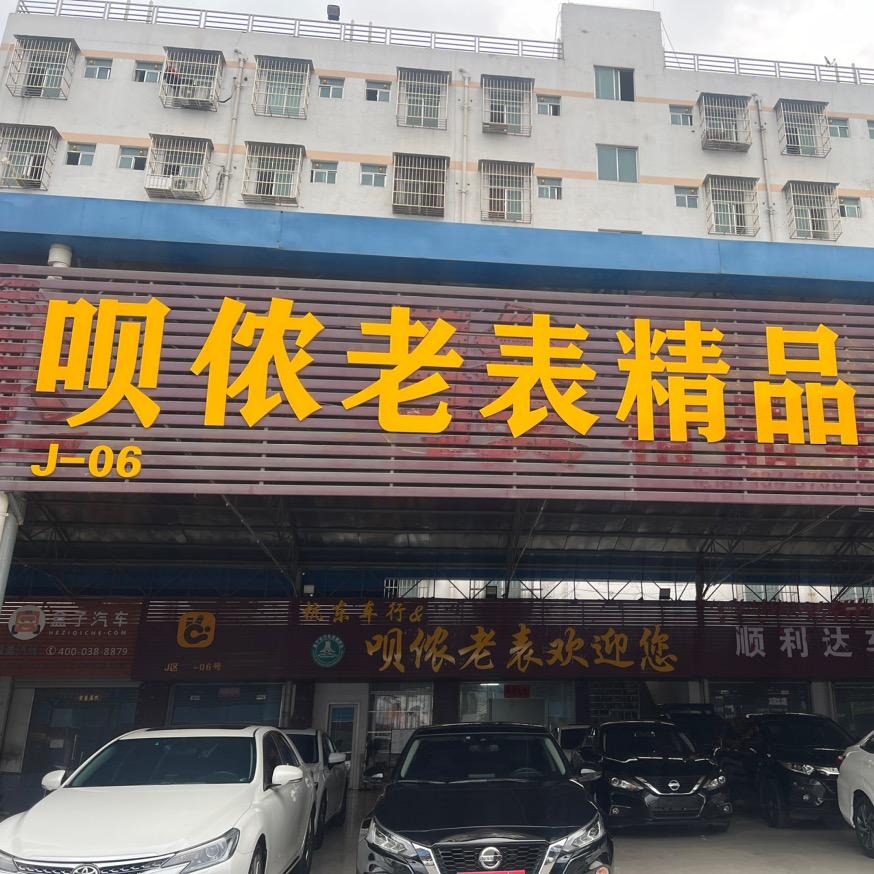 呗侬老表精品
J-06
盒子汽车
HEZIQICHE·COM
400-038-8879
J区 -06号
杭东车行&
呗侬老表欢迎您
顺利达车